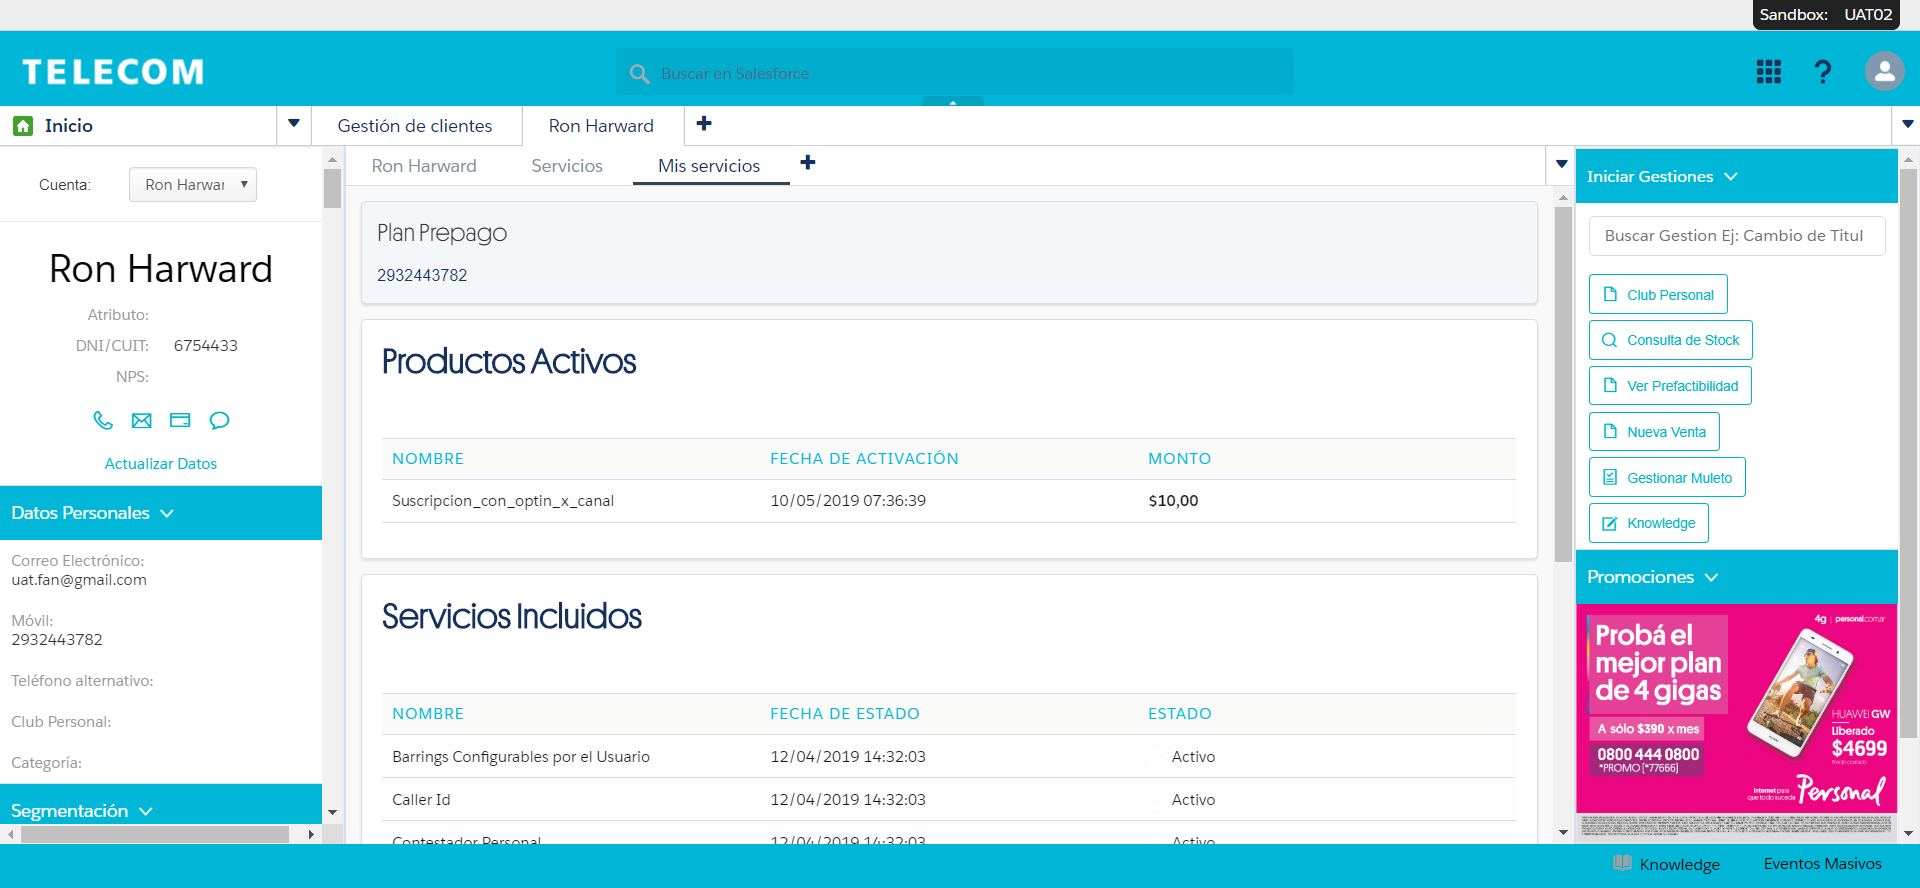 Sandbox: UAT02
TELECOM
Buscar en Salesforce
?
Inicio
Gestión de clientes
Ron Harward
Ron Harward
Servicios
Mis servicios
Cuenta:
Ron Harwar
Ron Harward
Atributo:
DNI/CUIT: 6754433
NPS:
Actualizar Datos
Datos Personales
Correo Electrónico:
uat.fan@gmail.com
Móvil:
2932443782
Teléfono alternativo:
Club Personal:
Categoría:
Segmentación
Plan Prepago
2932443782
Productos Activos
NOMBRE FECHA DE ACTIVACIÓN MONTO
Suscripcion_con_optin_x_canal 10/05/2019 07:36:39 $10,00
Servicios Incluidos
NOMBRE FECHA DE ESTADO ESTADO
Barrings Configurables por el Usuario 12/04/2019 14:32:03 Activo
Caller Id 12/04/2019 14:32:03 Activo
Contestador Personal 12/04/2019 14:32:03 Activo
Iniciar Gestiones
Buscar Gestion Ej: Cambio de Titul
Club Personal
Consulta de Stock
Ver Prefactibilidad
Nueva Venta
Gestionar Muleto
Knowledge
Promociones
4g | personal.com.ar
Probá el
mejor plan
de 4 gigas
A sólo $390 x mes
0800 444 0800
*PROMO (*77666)
HUAWEI GW
Liberado
$4699
Precio contado
Internet para
que todo suceda
Personal
Knowledge
Eventos Masivos